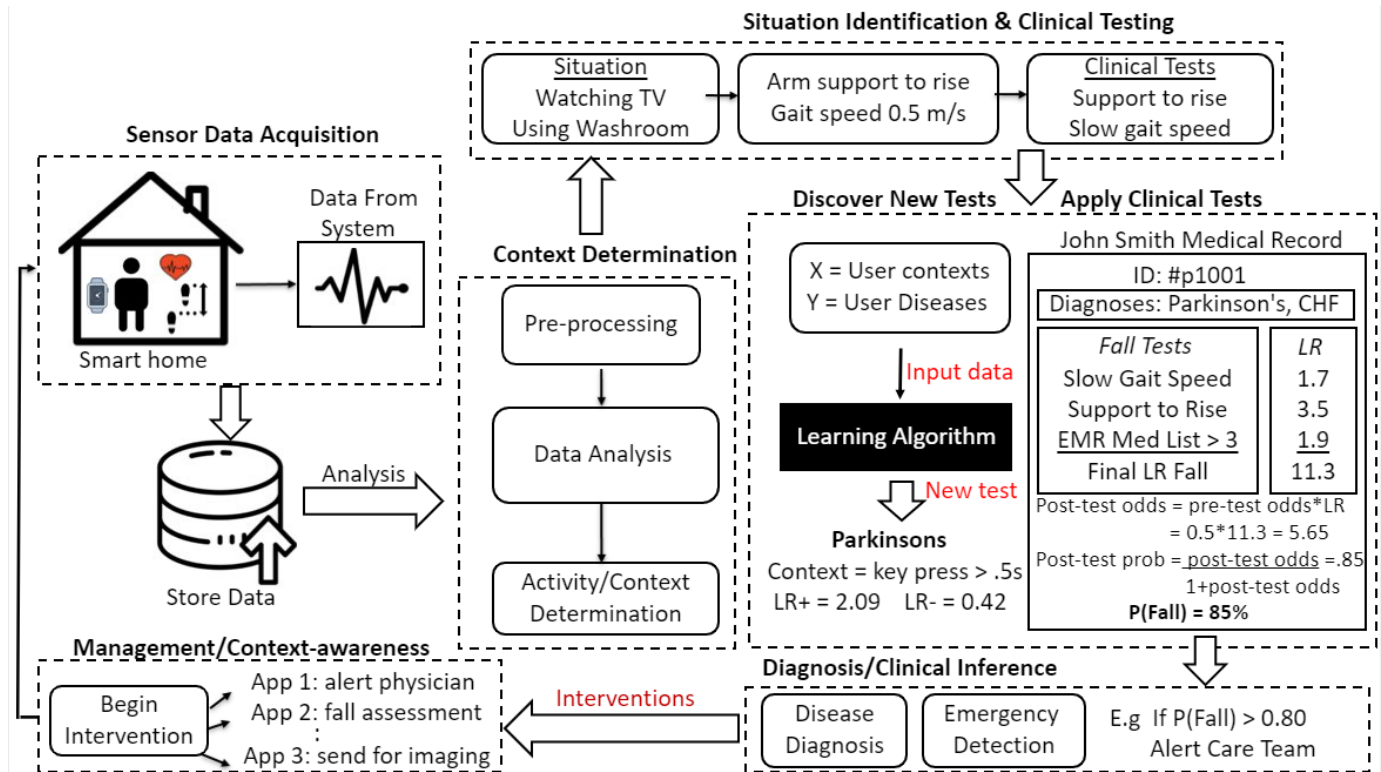 Situation Identification & Clinical Testing
Situation
Watching TV
Using Washroom
Arm support to rise
Gait speed 0.5 m/s
Clinical Tests
Support to rise
Slow gait speed
Sensor Data Acquisition
Data From
System
Smart home
Store Data
Analysis
Context Determination
Pre-processing
Data Analysis
Activity/Context
Determination
Discover New Tests
X = User contexts
Y = User Diseases
Input data
Learning Algorithm
New test
Parkinsons
Context = key press > .5s
LR+ = 2.09 LR- = 0.42
Apply Clinical Tests
John Smith Medical Record
ID: #p1001
Diagnoses: Parkinson's, CHF
Fall Tests LR
Slow Gait Speed 1.7
Support to Rise 3.5
EMR Med List > 3 1.9
Final LR Fall 11.3
Post-test odds = pre-test odds*LR
= 0.5*11.3 = 5.65
Post-test prob = post-test odds =.85
1+post-test odds
P(Fall) = 85%
Diagnosis/Clinical Inference
Disease
Diagnosis
Emergency
Detection
E.g If P(Fall) > 0.80
Alert Care Team
Interventions
Management/Context-awareness
Begin
Intervention
App 1: alert physician
App 2: fall assessment
:
App 3: send for imaging